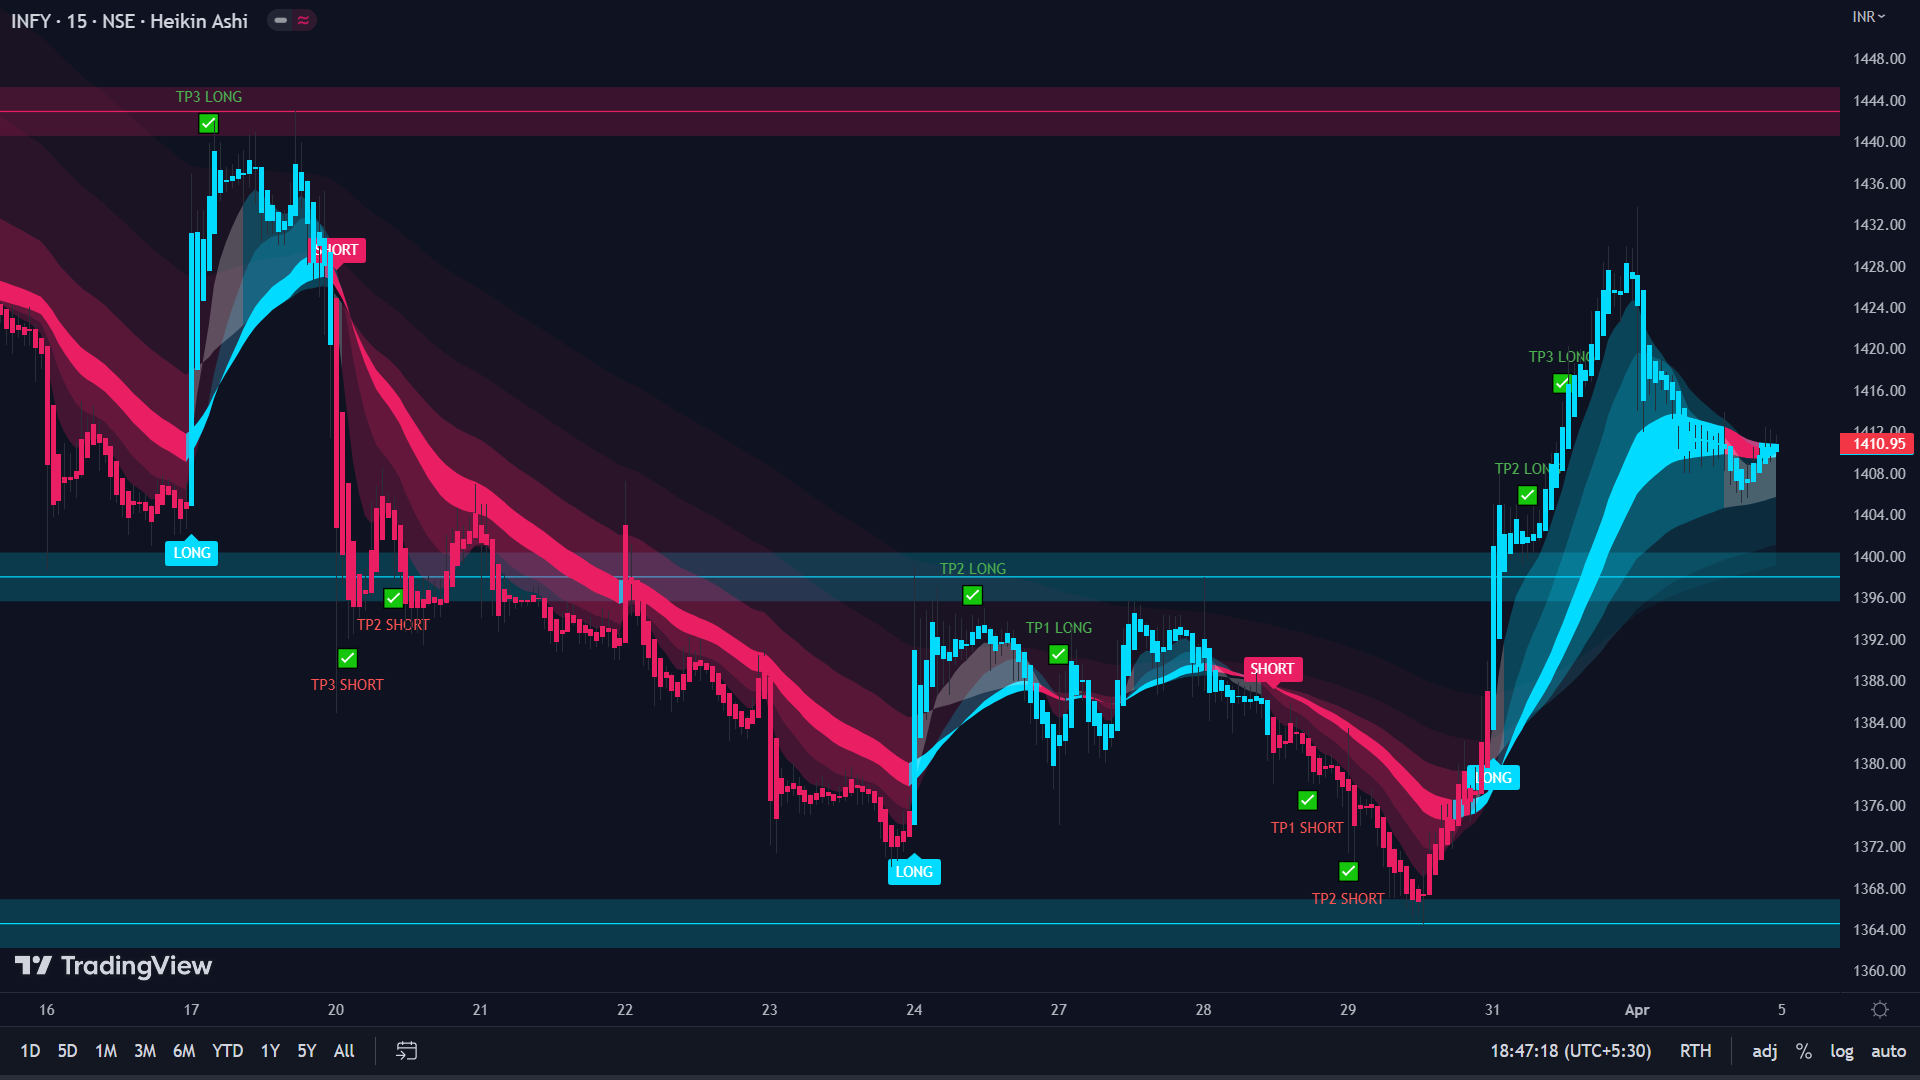 INFY · 15 · NSE · Heikin Ashi
INR
1448.00
TP3 LONG
1444.00
1440.00
1436.00
1432.00
SHORT
1428.00
1424.00
1420.00
TP3 LONG
1416.00
1412.00
1410.95
TP2 LONG
1408.00
1404.00
LONG
1400.00
TP2 LONG
1396.00
TP2 SHORT
TP1 LONG
1392.00
SHORT
1388.00
TP3 SHORT
1384.00
1380.00
LONG
1376.00
TP1 SHORT
1372.00
LONG
1368.00
TP2 SHORT
1364.00
TradingView
1360.00
16 17 20 21 22 23 24 27 28 29 31 Apr 5
1D 5D 1M 3M 6M YTD 1Y 5Y All 18:47:18 (UTC+5:30) RTH adj % log auto